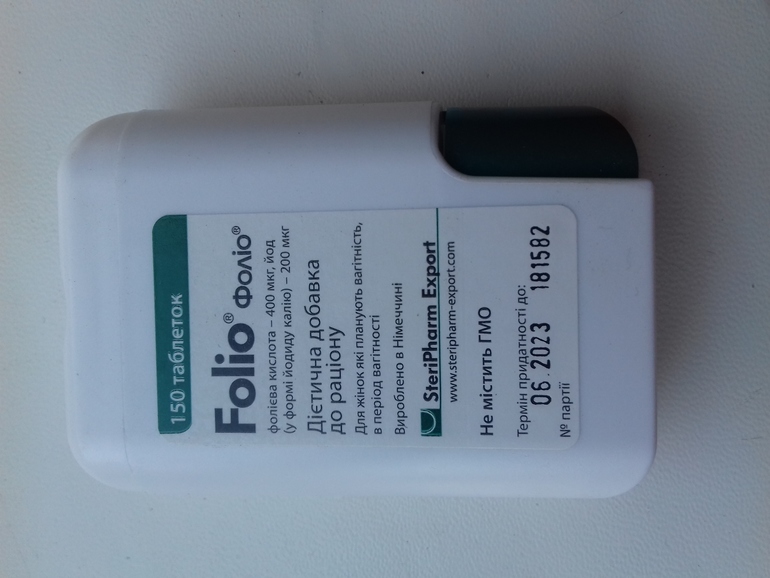 150 таблеток
Folio® Фоліо®
фолієва кислота – 400 мкг, йод
(у формі йодиду калію) – 200 мкг
Дієтична добавка
до раціону
Для жінок які планують вагітність,
в період вагітності
Вироблено в Німеччині
SteriPharm Export
www.steripharm-export.com
Не містить ГМО
Термін придатності до:
06.2023 181582
№ партії